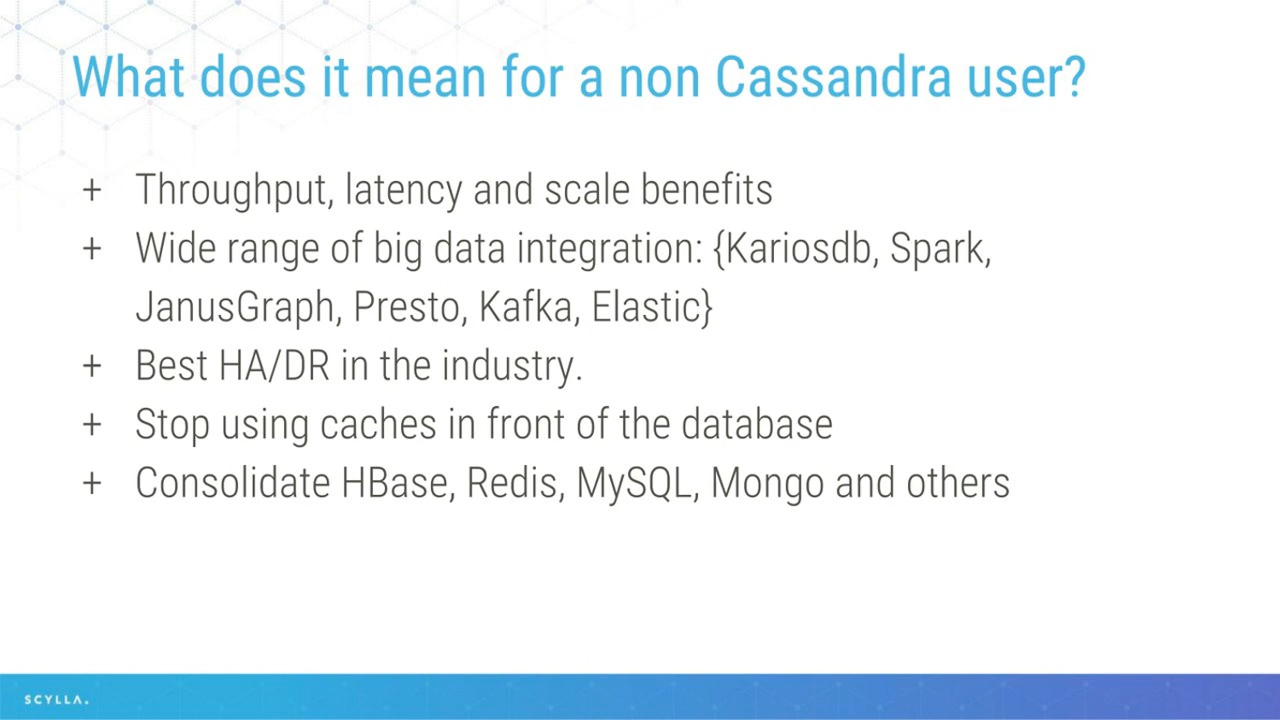 What does it mean for a non Cassandra user?
+ Throughput, latency and scale benefits
+ Wide range of big data integration: {Kariosdb, Spark,
JanusGraph, Presto, Kafka, Elastic}
+ Best HA/DR in the industry.
+ Stop using caches in front of the database
+ Consolidate HBase, Redis, MySQL, Mongo and others
SCYLLA.